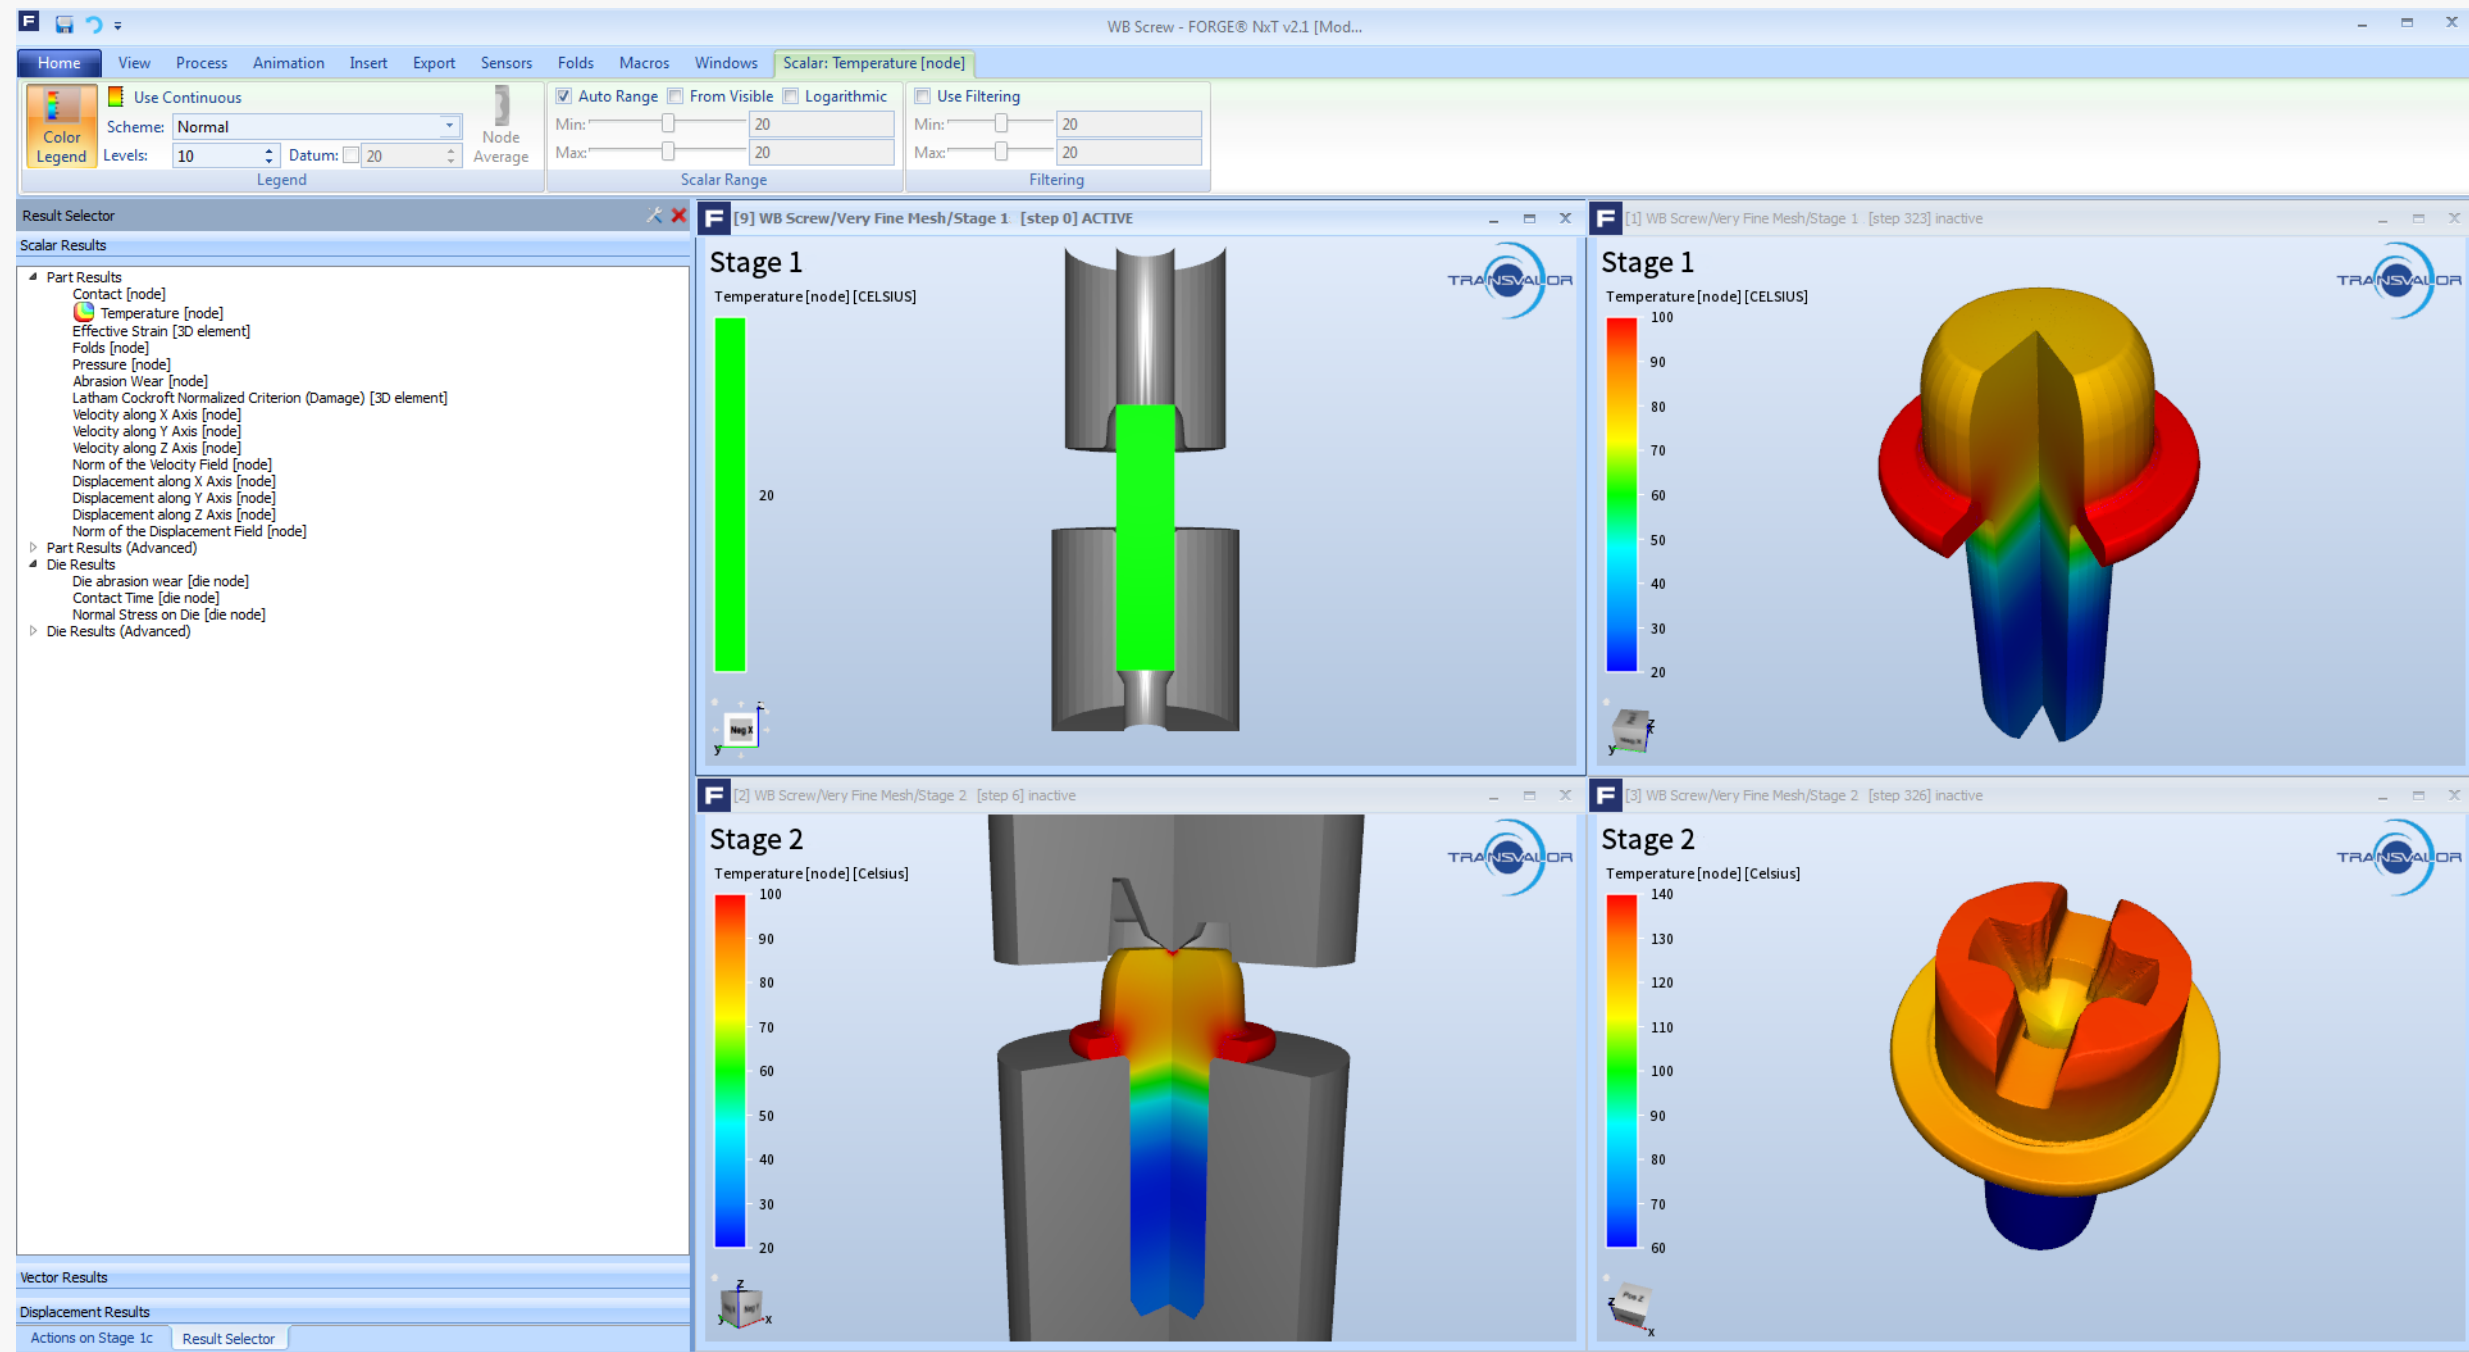 WB Screw - FORGE® NxT v2.1 [Mod...
Home View Process Animation Insert Export Sensors Folds Macros Windows Scalar: Temperature [node]
Color Legend
Use Continuous
Scheme: Normal
Levels: 10 Datum: 20
Node Average
Legend
Auto Range From Visible Logarithmic
Min: 20
Max: 20
Scalar Range
Use Filtering
Min: 20
Max: 20
Filtering
Result Selector
Scalar Results
Part Results
Contact [node]
Temperature [node]
Effective Strain [3D element]
Folds [node]
Pressure [node]
Abrasion Wear [node]
Latham Cockroft Normalized Criterion (Damage) [3D element]
Velocity along X Axis [node]
Velocity along Y Axis [node]
Velocity along Z Axis [node]
Norm of the Velocity Field [node]
Displacement along X Axis [node]
Displacement along Y Axis [node]
Displacement along Z Axis [node]
Norm of the Displacement Field [node]
Part Results (Advanced)
Die Results
Die abrasion wear [die node]
Contact Time [die node]
Normal Stress on Die [die node]
Die Results (Advanced)
Vector Results
Displacement Results
Actions on Stage 1c Result Selector
F [9] WB Screw/Very Fine Mesh/Stage 1 [step 0] ACTIVE
Stage 1
TRANSVALOR
Temperature [node] [CELSIUS]
20
Neg X
z
y
F [1] WB Screw/Very Fine Mesh/Stage 1 [step 323] inactive
Stage 1
TRANSVALOR
Temperature [node] [CELSIUS]
100
90
80
70
60
50
40
30
20
z
y
F [2] WB Screw/Very Fine Mesh/Stage 2 [step 6] inactive
Stage 2
TRANSVALOR
Temperature [node] [Celsius]
100
90
80
70
60
50
40
30
20
z
y
x
F [3] WB Screw/Very Fine Mesh/Stage 2 [step 326] inactive
Stage 2
TRANSVALOR
Temperature [node] [Celsius]
140
130
120
110
100
90
80
70
60
Pos Z
z
x